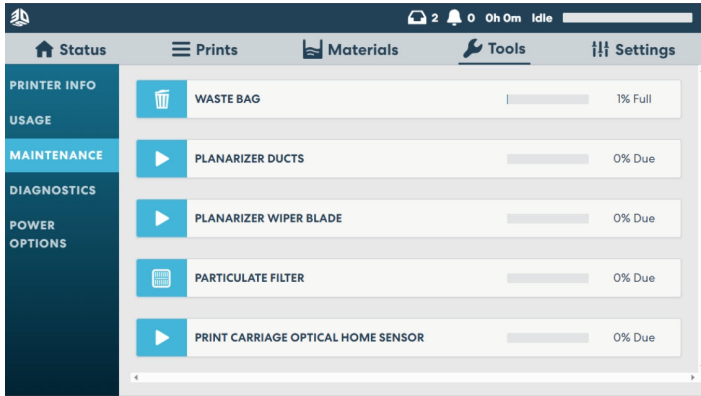 2 0 0h 0m Idle
Status Prints Materials Tools Settings
PRINTER INFO
USAGE
MAINTENANCE
DIAGNOSTICS
POWER
OPTIONS
WASTE BAG 1% Full
PLANARIZER DUCTS 0% Due
PLANARIZER WIPER BLADE 0% Due
PARTICULATE FILTER 0% Due
PRINT CARRIAGE OPTICAL HOME SENSOR 0% Due